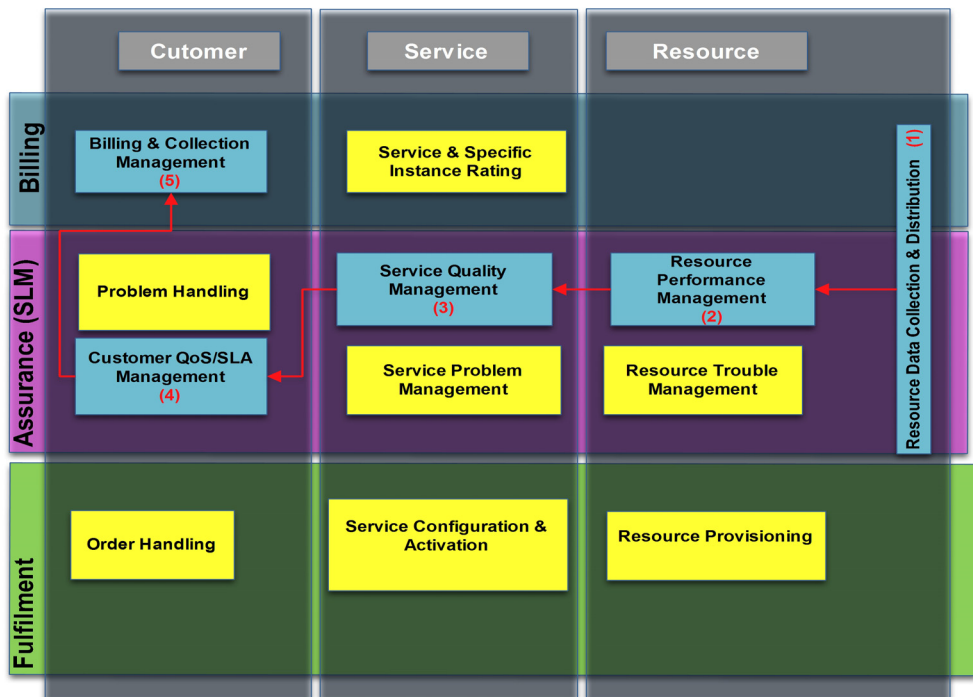 Cutomer
Service
Resource
Billing
Billing & Collection
Management
(5)
Service & Specific
Instance Rating
Resource Data Collection & Distribution (1)
Assurance (SLM)
Problem Handling
Service Quality
Management
(3)
Resource
Performance
Management
(2)
Customer QoS/SLA
Management
(4)
Service Problem
Management
Resource Trouble
Management
Fulfilment
Order Handling
Service Configuration &
Activation
Resource Provisioning